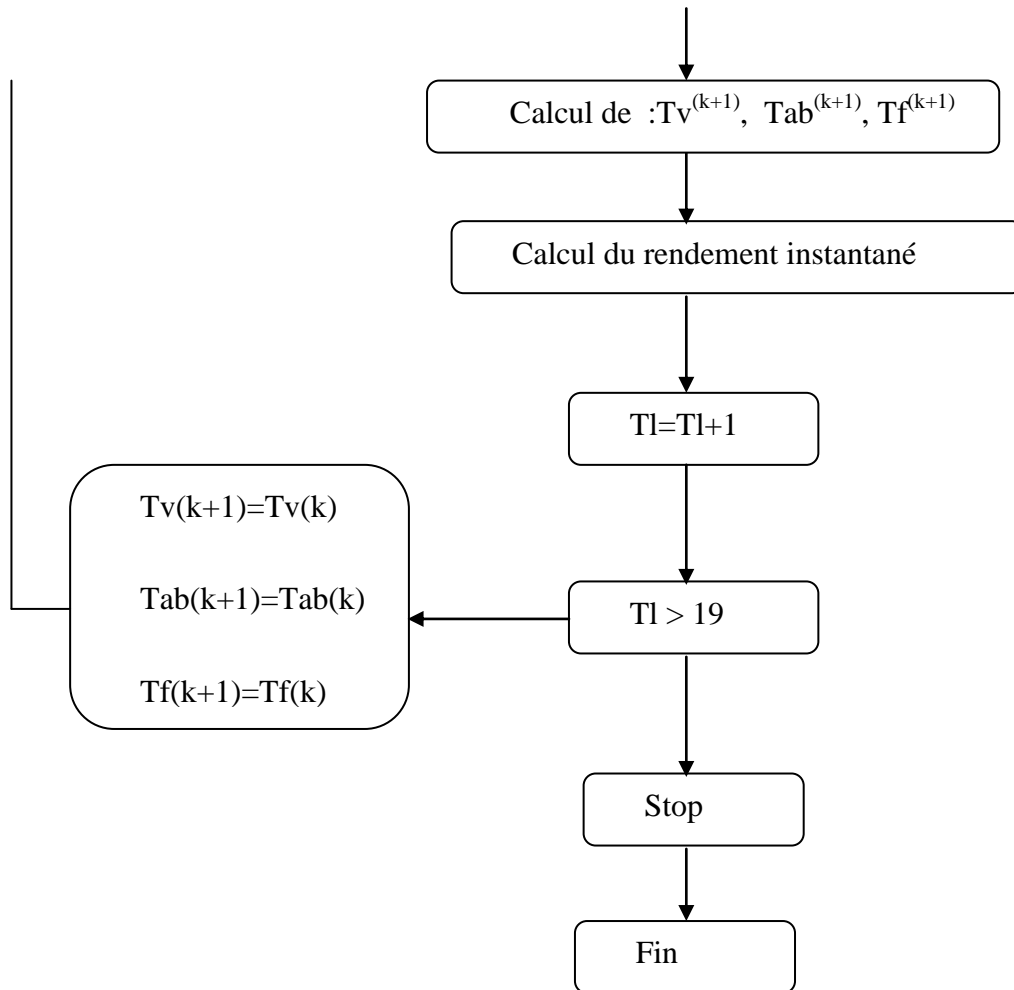 Calcul de :Tv^(k+1), Tab^(k+1), Tf^(k+1)
Calcul du rendement instantané
Tl=Tl+1
Tv(k+1)=Tv(k)
Tab(k+1)=Tab(k)
Tf(k+1)=Tf(k)
Tl > 19
Stop
Fin